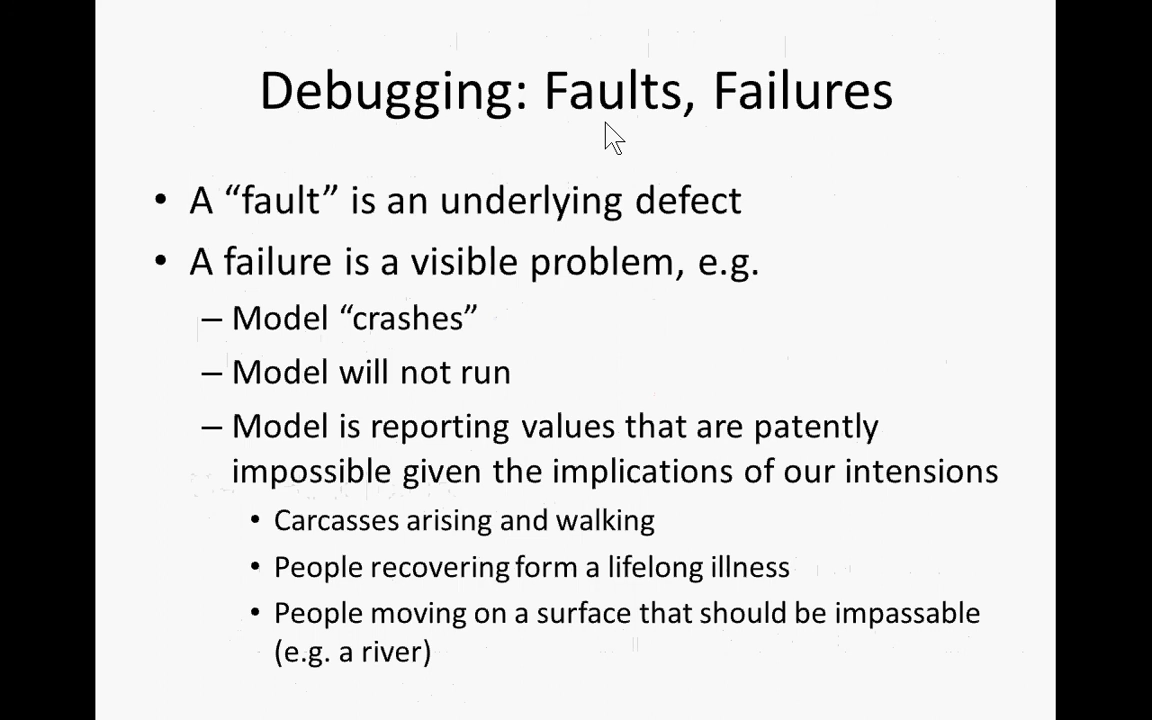 Debugging: Faults, Failures
• A “fault” is an underlying defect
• A failure is a visible problem, e.g.
– Model “crashes”
– Model will not run
– Model is reporting values that are patently
impossible given the implications of our intensions
• Carcasses arising and walking
• People recovering form a lifelong illness
• People moving on a surface that should be impassable
(e.g. a river)